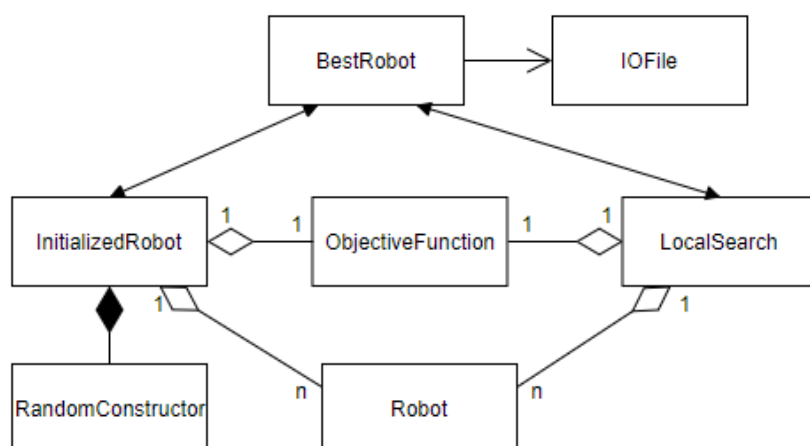 BestRobot
IOFile
InitializedRobot
1
1
ObjectiveFunction
1
1
LocalSearch
1
1
RandomConstructor
n
Robot
n